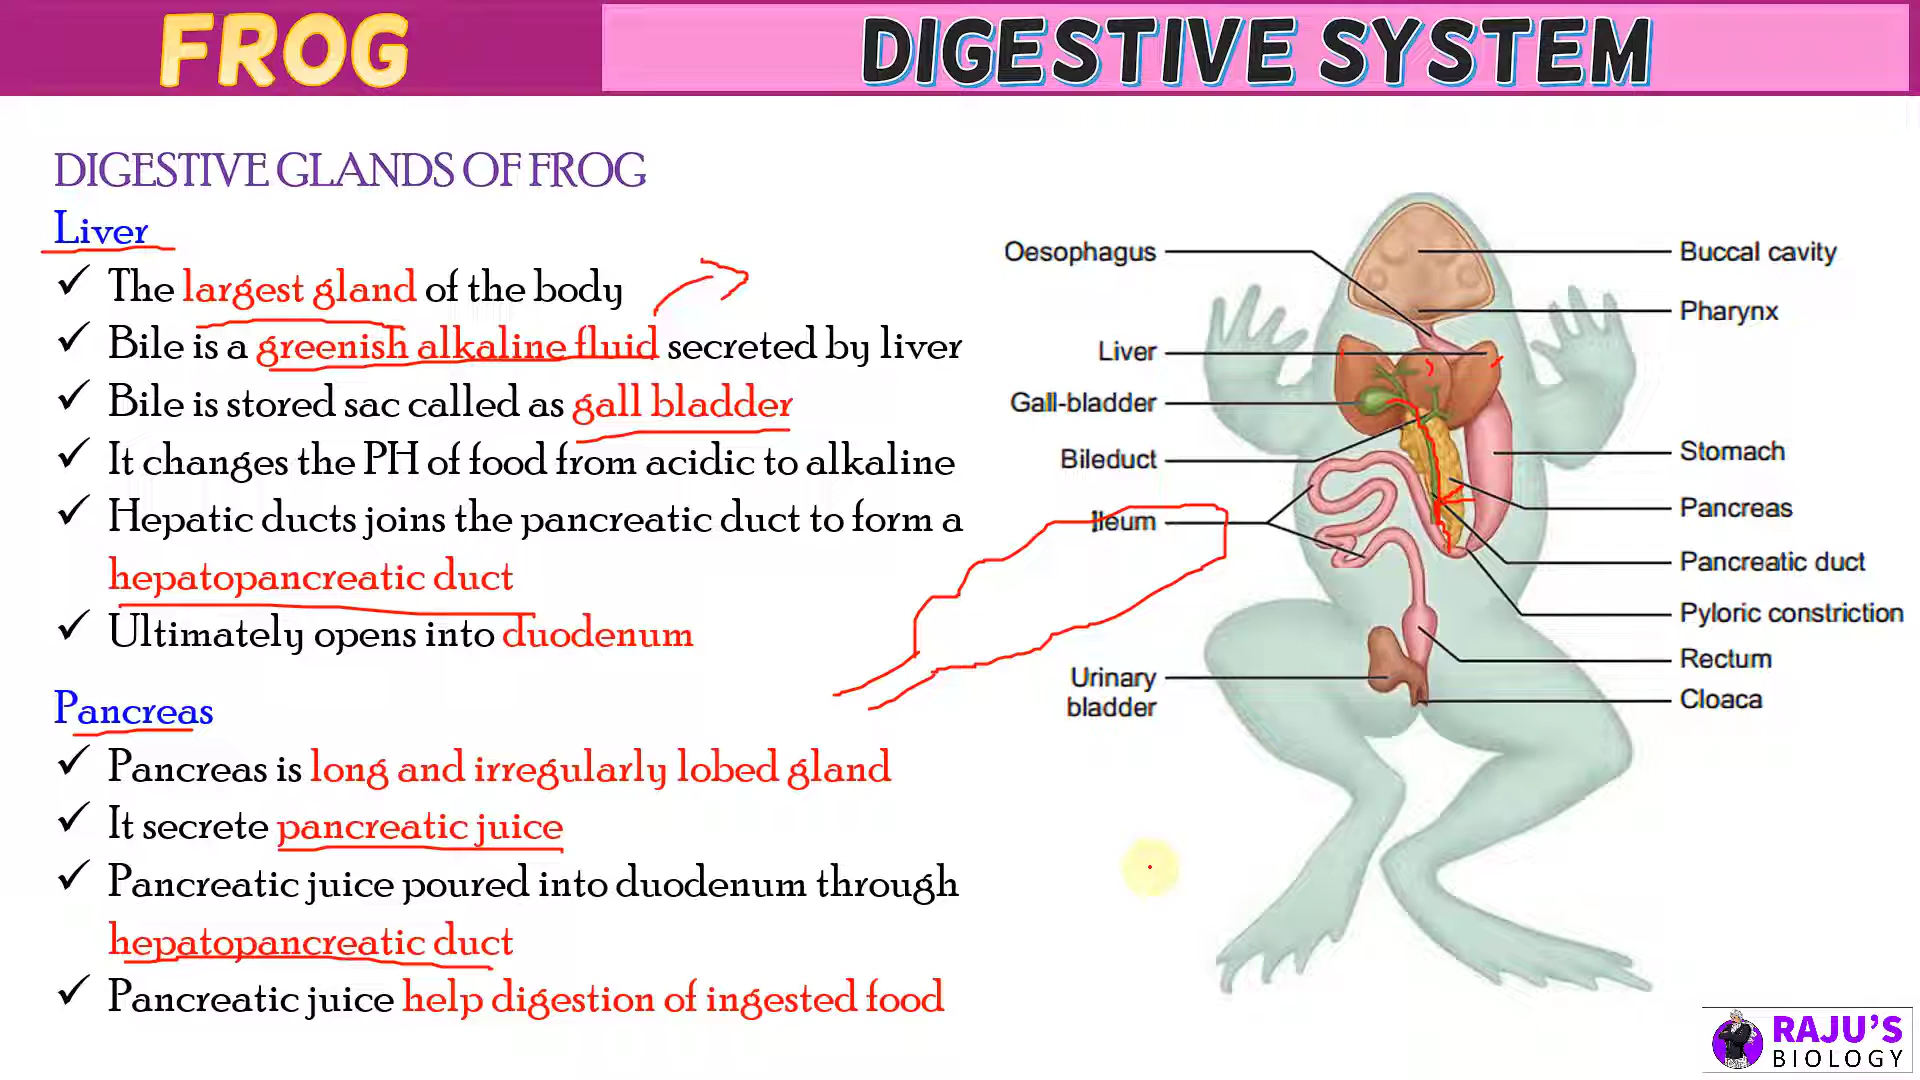 FROG
DIGESTIVE SYSTEM
DIGESTIVE GLANDS OF FROG
Liver
✓ The largest gland of the body
✓ Bile is a greenish alkaline fluid secreted by liver
✓ Bile is stored sac called as gall bladder
✓ It changes the PH of food from acidic to alkaline
✓ Hepatic ducts joins the pancreatic duct to form a
hepatopancreatic duct
✓ Ultimately opens into duodenum
Pancreas
✓ Pancreas is long and irregularly lobed gland
✓ It secrete pancreatic juice
✓ Pancreatic juice poured into duodenum through
hepatopancreatic duct
✓ Pancreatic juice help digestion of ingested food
Oesophagus
Liver
Gall-bladder
Bileduct
Ileum
Urinary
bladder
Buccal cavity
Pharynx
Stomach
Pancreas
Pancreatic duct
Pyloric constriction
Rectum
Cloaca
RAJU'S
BIOLOGY